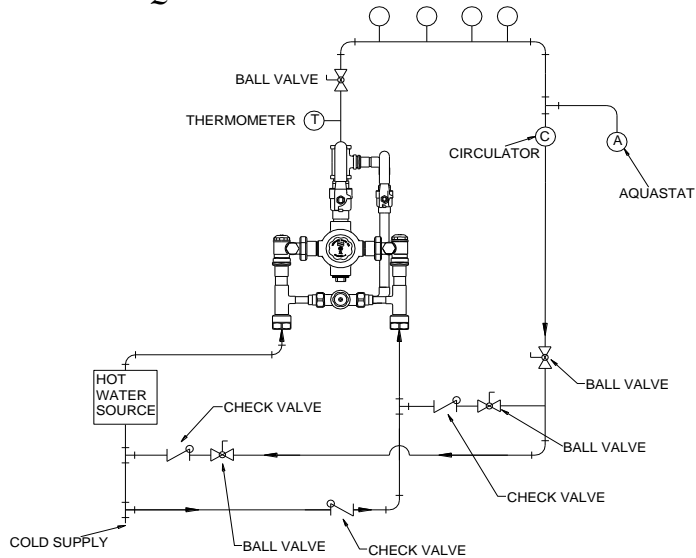 BALL VALVE
THERMOMETER
T
C
CIRCULATOR
A
AQUASTAT
HOT
WATER
SOURCE
BALL VALVE
CHECK VALVE
BALL VALVE
CHECK VALVE
COLD SUPPLY
BALL VALVE
CHECK VALVE